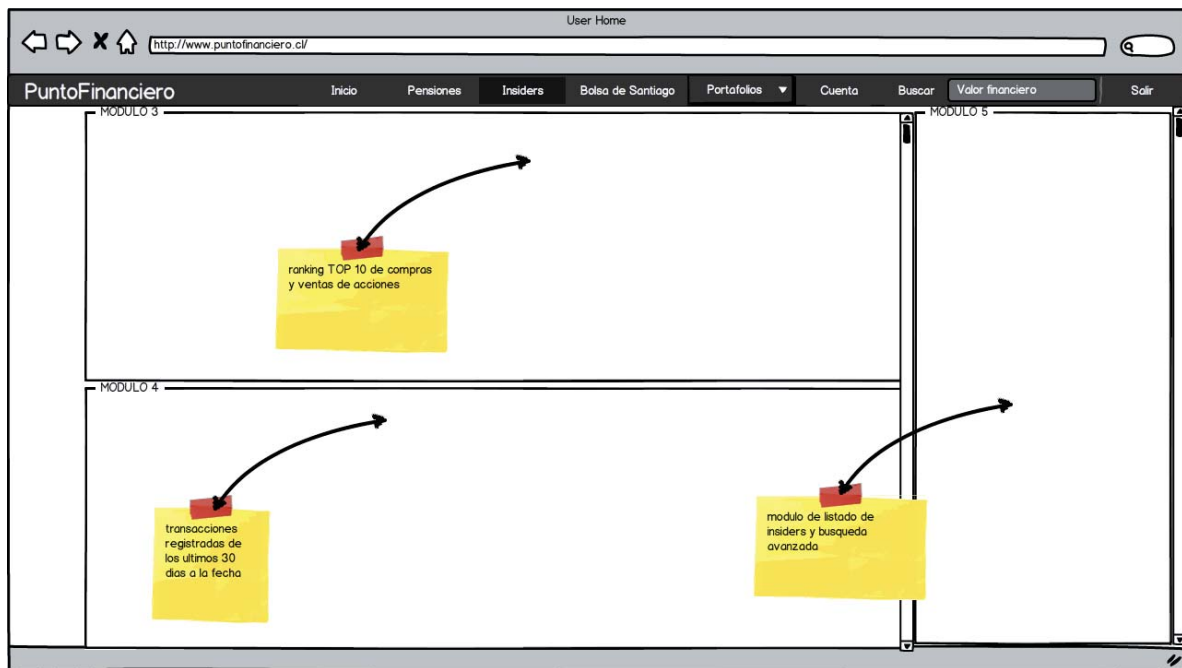 User Home
http://www.puntofinanciero.cl/
PuntoFinanciero
Inicio
Pensiones
Insiders
Bolsa de Santiago
Portafolios
Cuenta
Buscar
Valor financiero
Salir
MODULO 3
MODULO 5
ranking TOP 10 de compras
y ventas de acciones
MODULO 4
transacciones
registradas de
los ultimos 30
dias a la fecha
modulo de listado de
insiders y busqueda
avanzada